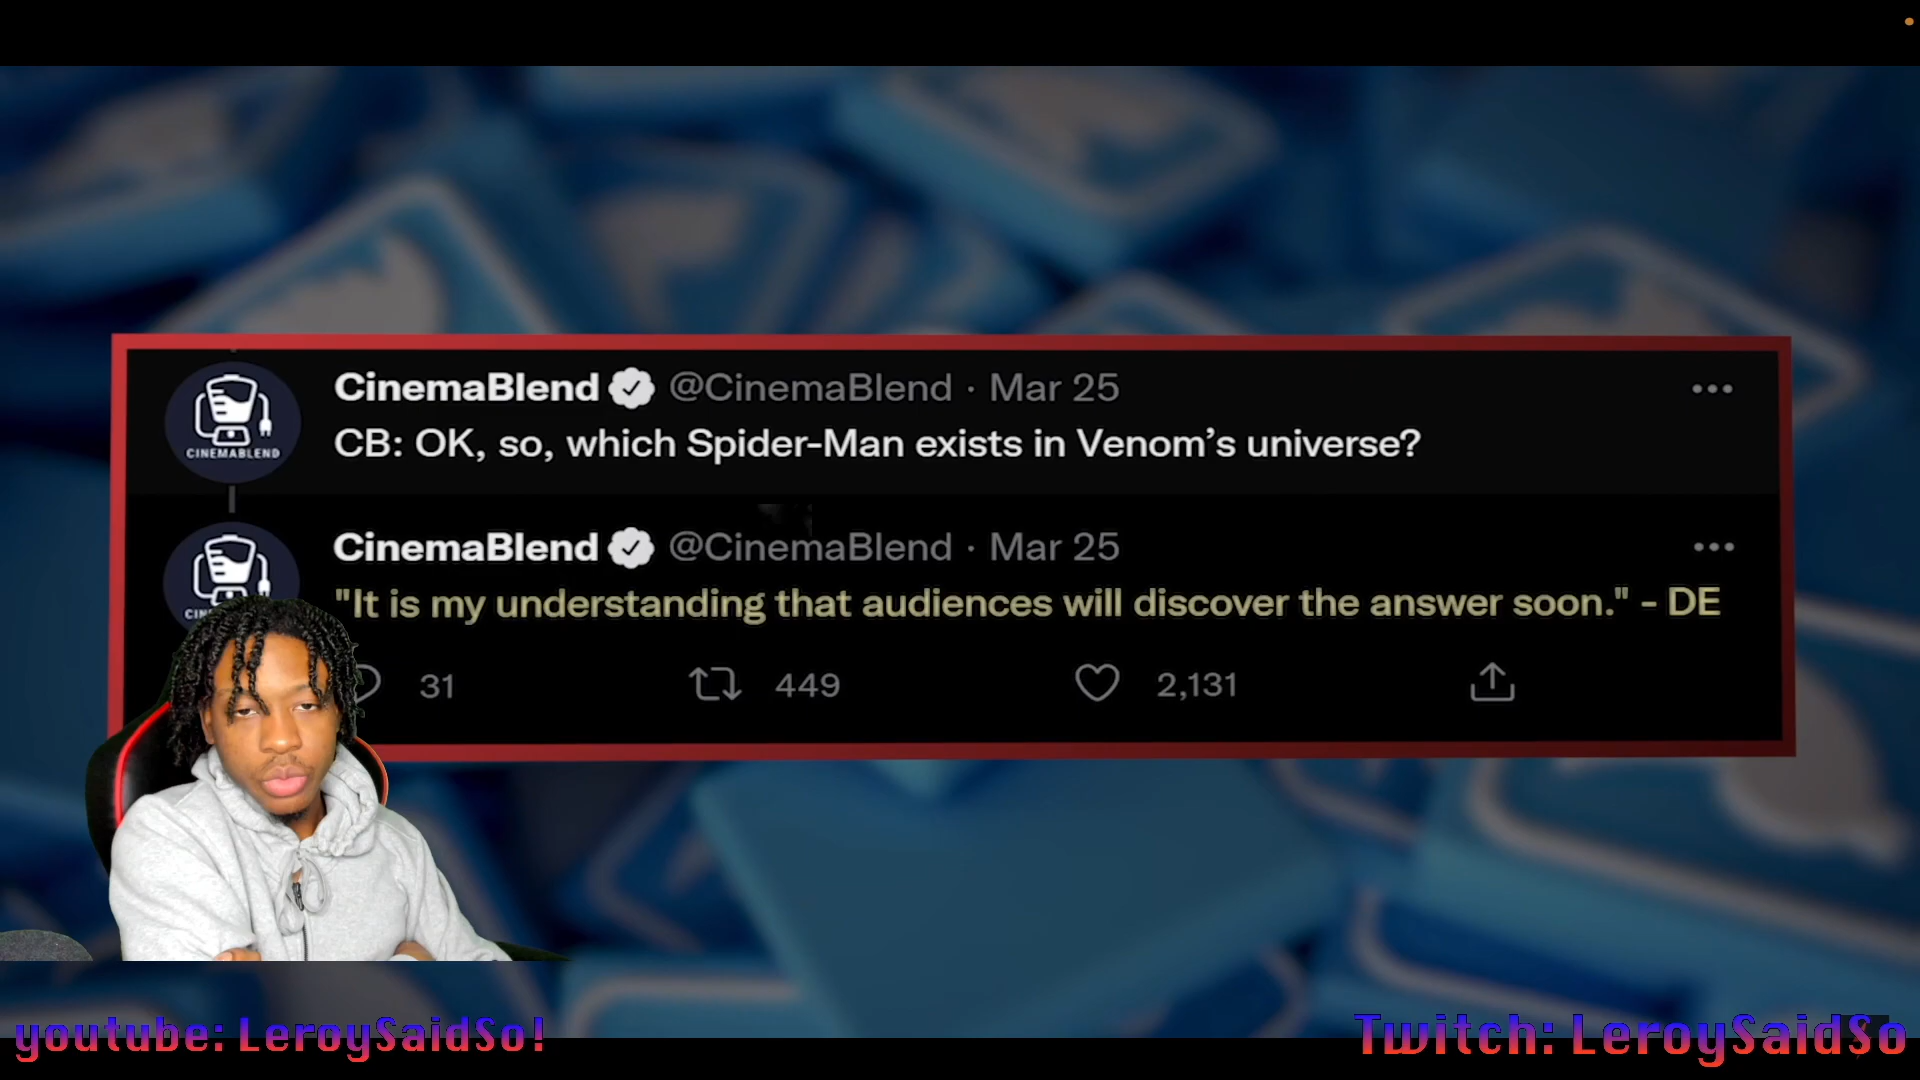 CinemaBlend @CinemaBlend · Mar 25
CB: OK, so, which Spider-Man exists in Venom’s universe?
CINEMABLEND
CinemaBlend @CinemaBlend · Mar 25
"It is my understanding that audiences will discover the answer soon." - DE
31 449 2,131
youtube: LeroySaidSo! Twitch: LeroySaidSo